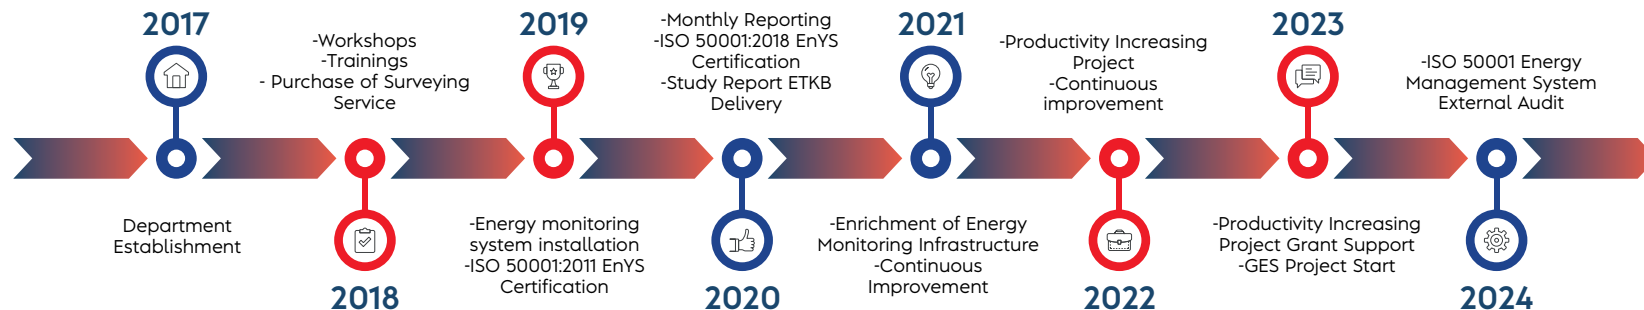 2017
Department
Establishment
-Workshops
-Trainings
- Purchase of Surveying
Service
2018
2019
-Energy monitoring
system installation
-ISO 50001:2011 EnYS
Certification
-Monthly Reporting
-ISO 50001:2018 EnYS
Certification
-Study Report ETKB
Delivery
2020
2021
-Enrichment of Energy
Monitoring Infrastructure
-Continuous
Improvement
-Productivity Increasing
Project
-Continuous
improvement
2022
2023
-Productivity Increasing
Project Grant Support
-GES Project Start
-ISO 50001 Energy
Management System
External Audit
2024